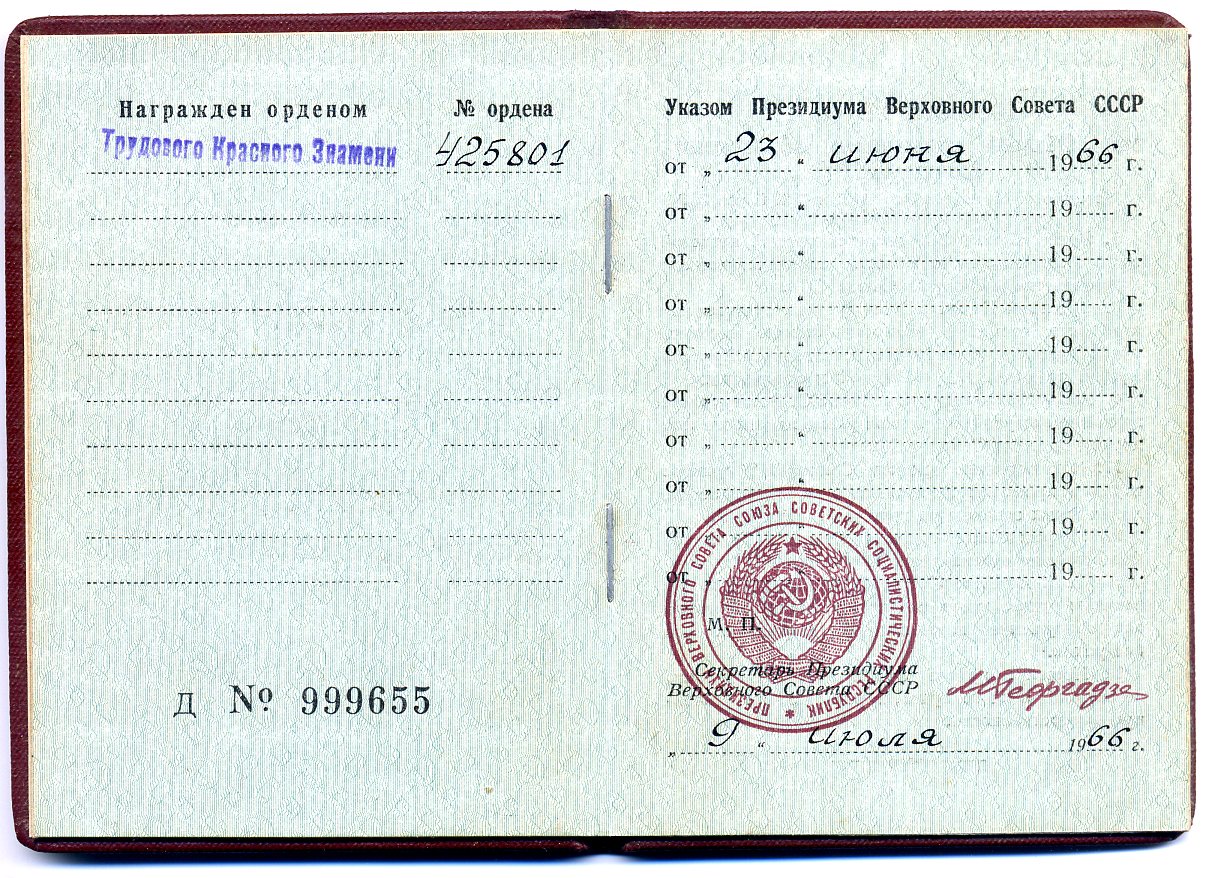 Награжден орденом № ордена
Трудового Красного Знамени 425801
Д № 999655
Указом Президиума Верховного Совета СССР
от „ 23 “ июня 1966 г.
от „ “ 19 г.
от „ “ 19 г.
от „ “ 19 г.
от „ “ 19 г.
от „ “ 19 г.
от „ “ 19 г.
от „ “ 19 г.
от „ “ 19 г.
от „ “ 19 г.
ПРЕЗИДИУМ ВЕРХОВНОГО СОВЕТА СОЮЗА СОВЕТСКИХ СОЦИАЛИСТИЧЕСКИХ РЕСПУБЛИК *
М. П.
Секретарь Президиума
Верховного Совета СССР МГеоргадзе
„ 9 “ июля 1966 г.